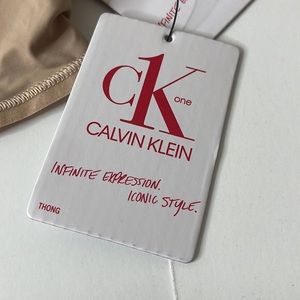 CK one
CALVIN KLEIN
INFINITE EXPRESSION.
ICONIC STYLE.
THONG